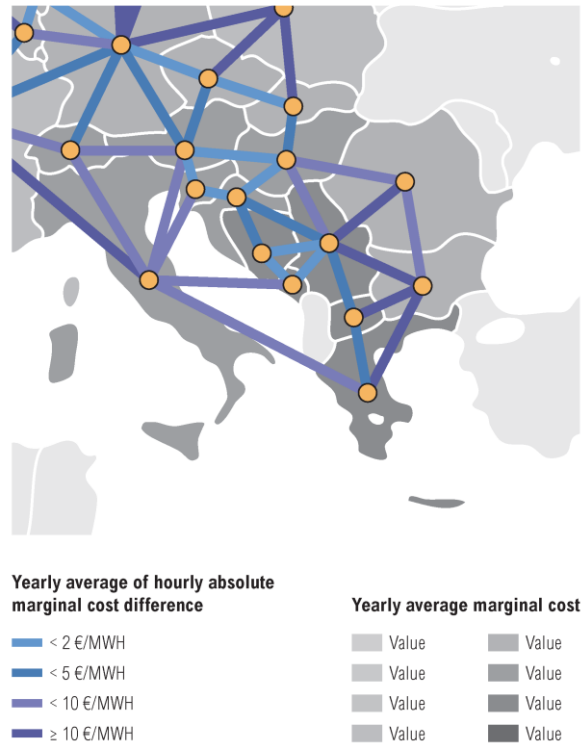 Yearly average of hourly absolute
marginal cost difference
< 2 €/MWH
< 5 €/MWH
< 10 €/MWH
≥ 10 €/MWH
Yearly average marginal cost
Value
Value
Value
Value
Value
Value
Value
Value